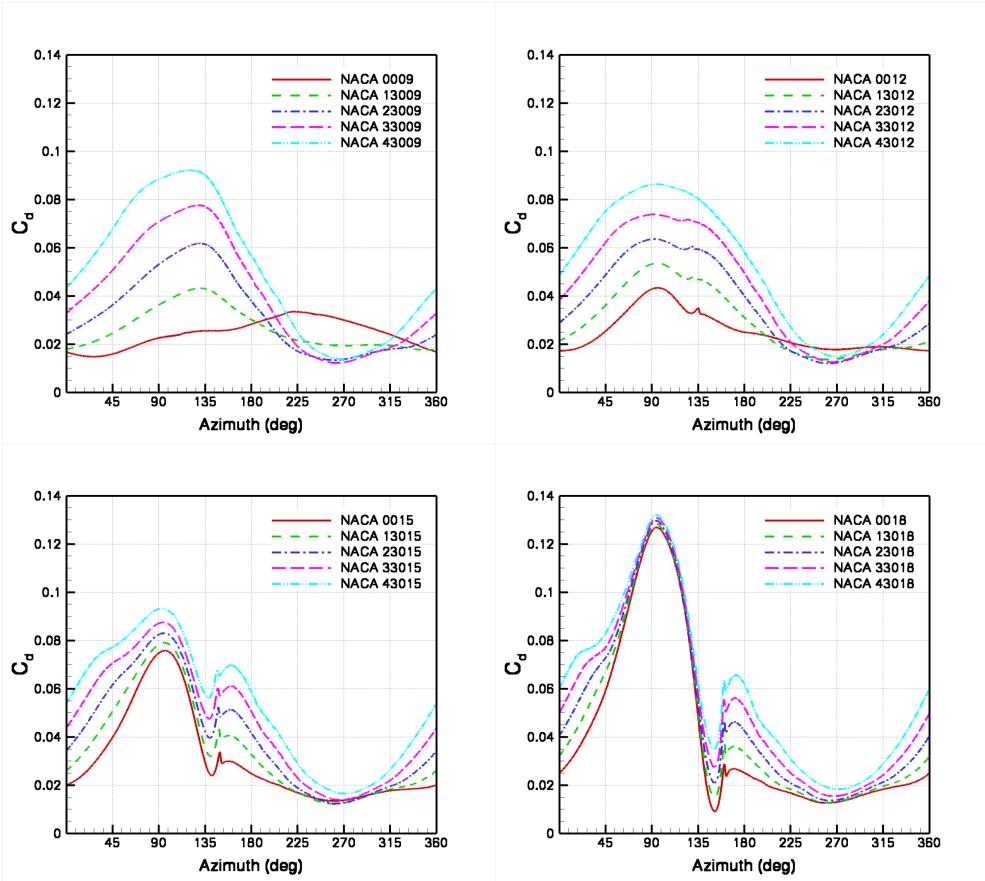 0.14
0.12
0.1
0.08
0.06
0.04
0.02
0
Cd
NACA 0009
NACA 13009
NACA 23009
NACA 33009
NACA 43009
45 90 135 180 225 270 315 360
Azimuth (deg)
0.14
0.12
0.1
0.08
0.06
0.04
0.02
0
Cd
NACA 0012
NACA 13012
NACA 23012
NACA 33012
NACA 43012
45 90 135 180 225 270 315 360
Azimuth (deg)
0.14
0.12
0.1
0.08
0.06
0.04
0.02
0
Cd
NACA 0015
NACA 13015
NACA 23015
NACA 33015
NACA 43015
45 90 135 180 225 270 315 360
Azimuth (deg)
0.14
0.12
0.1
0.08
0.06
0.04
0.02
0
Cd
NACA 0018
NACA 13018
NACA 23018
NACA 33018
NACA 43018
45 90 135 180 225 270 315 360
Azimuth (deg)